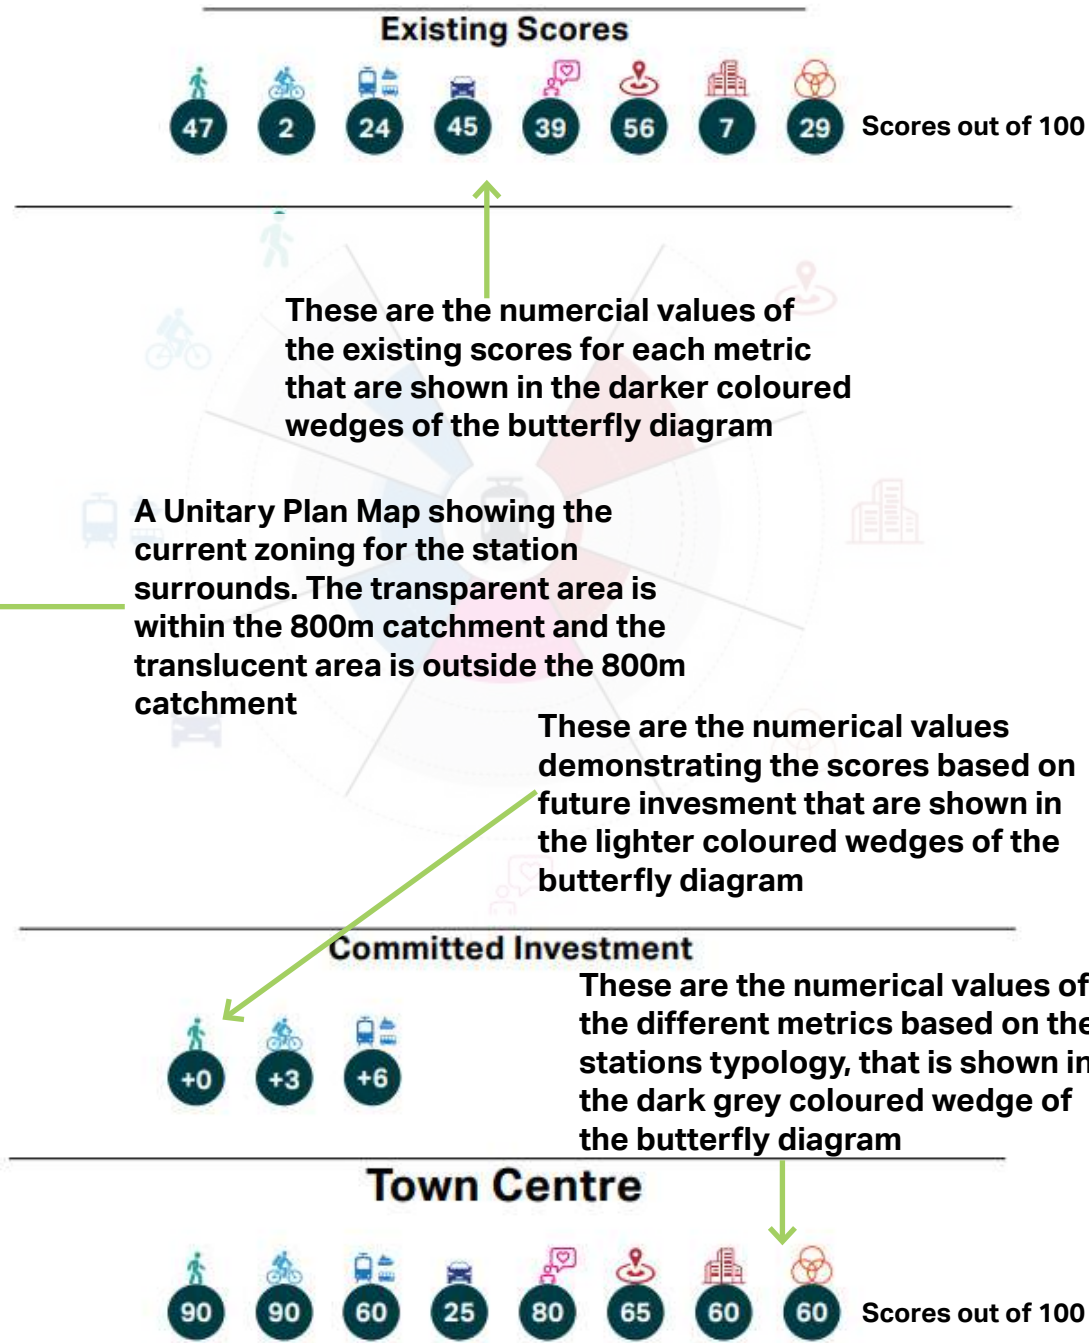 Existing Scores
47 2 24 45 39 56 7 29 Scores out of 100
These are the numercial values of
the existing scores for each metric
that are shown in the darker coloured
wedges of the butterfly diagram
A Unitary Plan Map showing the
current zoning for the station
surrounds. The transparent area is
within the 800m catchment and the
translucent area is outside the 800m
catchment
These are the numerical values
demonstrating the scores based on
future invesment that are shown in
the lighter coloured wedges of the
butterfly diagram
Committed Investment
+0 +3 +6
These are the numerical values of
the different metrics based on the
stations typology, that is shown in
the dark grey coloured wedge of
the butterfly diagram
Town Centre
90 90 60 25 80 65 60 60 Scores out of 100